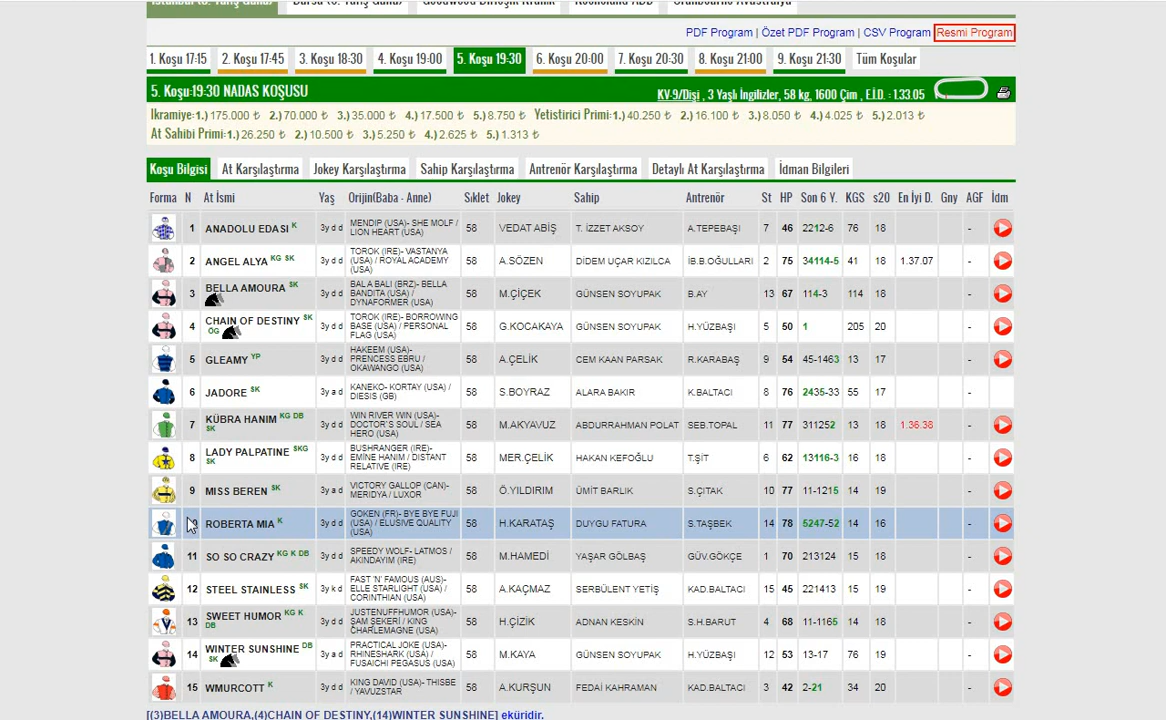 İstanbul (6. Yarış Günü) Bursa (6. Yarış Günü)
PDF Program | Özet PDF Program | CSV Program Resmi Program
1. Koşu 17:15 2. Koşu 17:45 3. Koşu 18:30 4. Koşu 19:00 5. Koşu 19:30 6. Koşu 20:00 7. Koşu 20:30 8. Koşu 21:00 9. Koşu 21:30 Tüm Koşular
5. Koşu:19:30 NADAS KOŞUSU KV-9/Dişi , 3 Yaşlı İngilizler, 58 kg, 1600 Çim , E.İ.D. :1.33.05
Ikramiye:1.) 175.000 ₺ 2.) 70.000 ₺ 3.) 35.000 ₺ 4.) 17.500 ₺ 5.) 8.750 ₺ Yetistirici Primi:1.) 40.250 ₺ 2.) 16.100 ₺ 3.) 8.050 ₺ 4.) 4.025 ₺ 5.) 2.013 ₺
At Sahibi Primi:1.) 26.250 ₺ 2.) 10.500 ₺ 3.) 5.250 ₺ 4.) 2.625 ₺ 5.) 1.313 ₺
Koşu Bilgisi At Karşılaştırma Jokey Karşılaştırma Sahip Karşılaştırma Antrenör Karşılaştırma Detaylı At Karşılaştırma İdman Bilgileri
Forma N At İsmi Yaş Orijin(Baba - Anne) Sıklet Jokey Sahip Antrenör St HP Son 6 Y. KGS s20 En İyi D. Gny AGF İdm
1 ANADOLU EDASI K 3y d d MENDIP (USA)- SHE MOLF / LION HEART (USA) 58 VEDAT ABİŞ T. İZZET AKSOY A.TEPEBAŞI 7 46 2212-6 76 18 -
2 ANGEL ALYA KG SK 3y d d TOROK (IRE)- VASTANYA (USA) / ROYAL ACADEMY (USA) 58 A.SÖZEN DİDEM UÇAR KIZILCA İB.B.OĞULLARI 2 75 34114-5 41 18 1.37.07 -
3 BELLA AMOURA SK 3y d d BALA BALI (BRZ)- BELLA BANDITA (USA) / DYNAFORMER (USA) 58 M.ÇİÇEK GÜNSEN SOYUPAK B.AY 13 67 114-3 114 18 -
4 CHAIN OF DESTINY SK ÖG 3y d d TOROK (IRE)- BORROWING BASE (USA) / PERSONAL FLAG (USA) 58 G.KOCAKAYA GÜNSEN SOYUPAK H.YÜZBAŞI 5 50 1 205 20 -
5 GLEAMY YP 3y d d HAKEEM (USA)- PRENCESS EBRU / OKAWANGO (USA) 58 A.ÇELİK CEM KAAN PARSAK R.KARABAŞ 9 54 45-1463 13 17 -
6 JADORE SK 3y a d KANEKO- KORTAY (USA) / DIESIS (GB) 58 S.BOYRAZ ALARA BAKIR K.BALTACI 8 76 2435-33 55 17 -
7 KÜBRA HANIM KG DB SK 3y d d WIN RIVER WIN (USA)- DOCTOR'S SOUL / SEA HERO (USA) 58 M.AKYAVUZ ABDURRAHMAN POLAT SEB.TOPAL 11 77 311252 13 18 1.36.38 -
8 LADY PALPATINE SKG SK 3y d d BUSHRANGER (IRE)- EMİNE HANIM / DISTANT RELATIVE (IRE) 58 MER.ÇELİK HAKAN KEFOĞLU T.ŞİT 6 62 13116-3 16 18 -
9 MISS BEREN SK 3y a d VICTORY GALLOP (CAN)- MERIDYA / LUXOR 58 Ö.YILDIRIM ÜMİT BARLIK S.ÇITAK 10 77 11-1215 14 19 -
ROBERTA MIA K 3y d d GOKEN (FR)- BYE BYE FUJI (USA) / ELUSIVE QUALITY (USA) 58 H.KARATAŞ DUYGU FATURA S.TAŞBEK 14 78 5247-52 14 16 -
11 SO SO CRAZY KG K DB 3y d d SPEEDY WOLF- LATMOS / AKINDAYIM (IRE) 58 M.HAMEDİ YAŞAR GÖLBAŞ GÜV.GÖKÇE 1 70 213124 15 18 -
12 STEEL STAINLESS SK 3y k d FAST 'N' FAMOUS (AUS)- ELLE STARLIGHT (USA) / CORINTHIAN (USA) 58 A.KAÇMAZ SERBÜLENT YETİŞ KAD.BALTACI 15 45 221413 15 19 -
13 SWEET HUMOR KG K DB 3y d d JUSTENUFFHUMOR (USA)- ŞAM ŞEKERİ / KING CHARLEMAGNE (USA) 58 H.ÇİZİK ADNAN KESKİN S.H.BARUT 4 68 11-1165 14 18 -
14 WINTER SUNSHINE DB SK 3y a d PRACTICAL JOKE (USA)- RHINESHARK (USA) / FUSAICHI PEGASUS (USA) 58 M.KAYA GÜNSEN SOYUPAK H.YÜZBAŞI 12 53 13-17 76 19 -
15 WMURCOTT K 3y d d KING DAVID (USA)- THISBE / YAVUZSTAR 58 A.KURŞUN FEDAİ KAHRAMAN KAD.BALTACI 3 42 2-21 34 20 -
[(3)BELLA AMOURA,(4)CHAIN OF DESTINY,(14)WINTER SUNSHINE] eküridir.